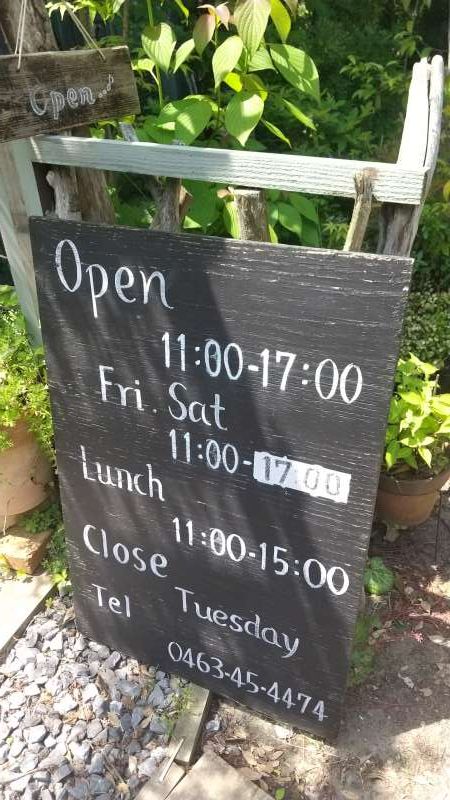 Open..♪
Open
11:00-17:00
Fri. Sat
11:00-17:00
Lunch
11:00-15:00
Close
Tuesday
Tel
0463-45-4474